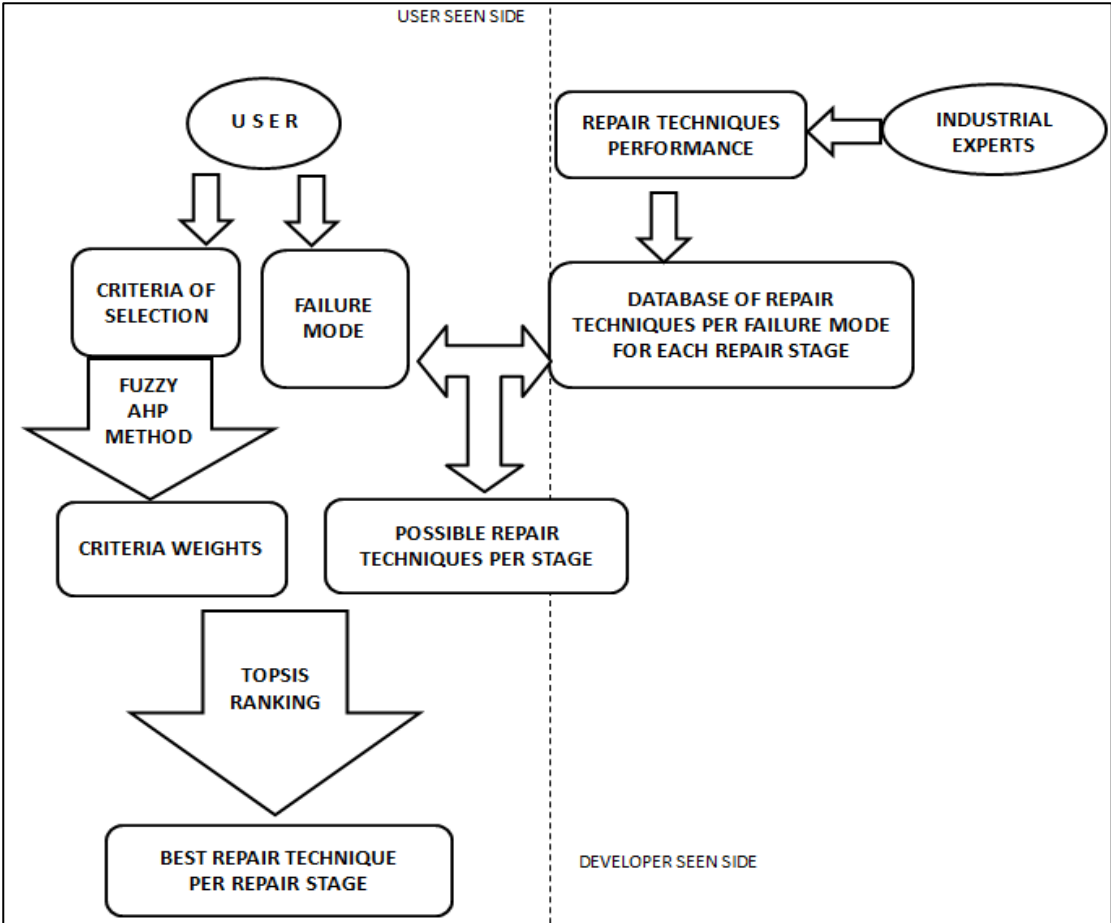 USER SEEN SIDE
U S E R
REPAIR TECHNIQUES
PERFORMANCE
INDUSTRIAL
EXPERTS
CRITERIA OF
SELECTION
FAILURE
MODE
DATABASE OF REPAIR
TECHNIQUES PER FAILURE MODE
FOR EACH REPAIR STAGE
FUZZY
AHP
METHOD
CRITERIA WEIGHTS
POSSIBLE REPAIR
TECHNIQUES PER STAGE
TOPSIS
RANKING
BEST REPAIR TECHNIQUE
PER REPAIR STAGE
DEVELOPER SEEN SIDE